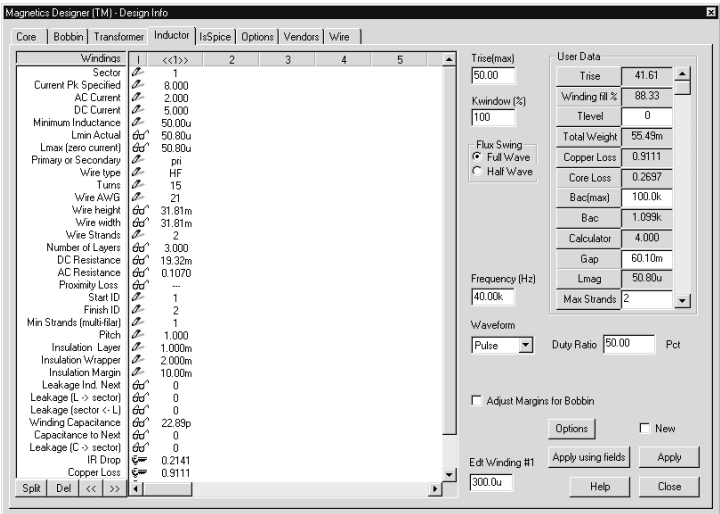 Magnetics Designer (TM) - Design Info
Core Bobbin Transformer Inductor IsSpice Options Vendors Wire
Windings I <<1>> 2 3 4 5
Sector 1
Current Pk Specified 8.000
AC Current 2.000
DC Current 5.000
Minimum Inductance 50.00u
Lmin Actual 50.80u
Lmax (zero current) 50.80u
Primary or Secondary pri
Wire type HF
Turns 15
Wire AWG 21
Wire height 31.81m
Wire width 31.81m
Wire Strands 2
Number of Layers 3.000
DC Resistance 19.32m
AC Resistance 0.1070
Proximity Loss ---
Start ID 1
Finish ID 2
Min Strands (multi-filar) 1
Pitch 1.000
Insulation Layer 1.000m
Insulation Wrapper 2.000m
Insulation Margin 10.00m
Leakage Ind. Next 0
Leakage (L -> sector) 0
Leakage (sector <- L) 0
Winding Capacitance 22.89p
Capacitance to Next 0
Leakage (C -> sector) 0
IR Drop 0.2141
Copper Loss 0.9111
Split Del << >>
Trise(max)
50.00
Kwindow (%)
100
Flux Swing
Full Wave
Half Wave
Frequency (Hz)
40.00k
Waveform
Pulse
Duty Ratio 50.00 Pct
User Data
Trise 41.61
Winding fill % 88.33
Tlevel 0
Total Weight 55.49m
Copper Loss 0.9111
Core Loss 0.2697
Bac(max) 100.0k
Bac 1.099k
Calculator 4.000
Gap 60.10m
Lmag 50.80u
Max Strands 2
Adjust Margins for Bobbin
Options New
Edt Winding #1
300.0u
Apply using fields Apply
Help Close